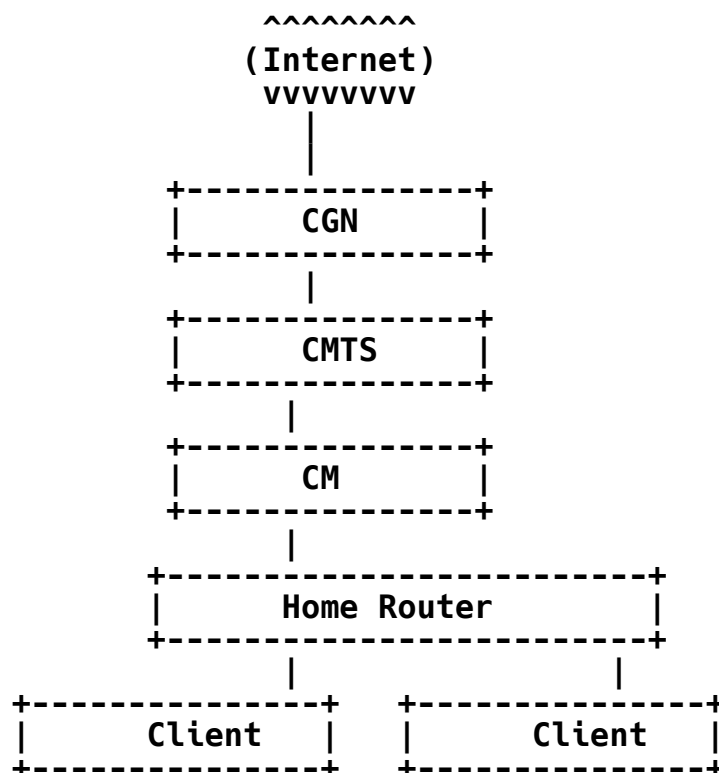 ^^^^^^^^
(Internet)
vvvvvvvv
|
|
+---------------+
|      CGN      |
+---------------+
|
+---------------+
|      CMTS     |
+---------------+
|
+---------------+
|      CM       |
+---------------+
|
+-------------------------+
|      Home Router        |
+-------------------------+
|                |
+---------------+   +---------------+
|      Client   |   |      Client   |
+---------------+   +---------------+